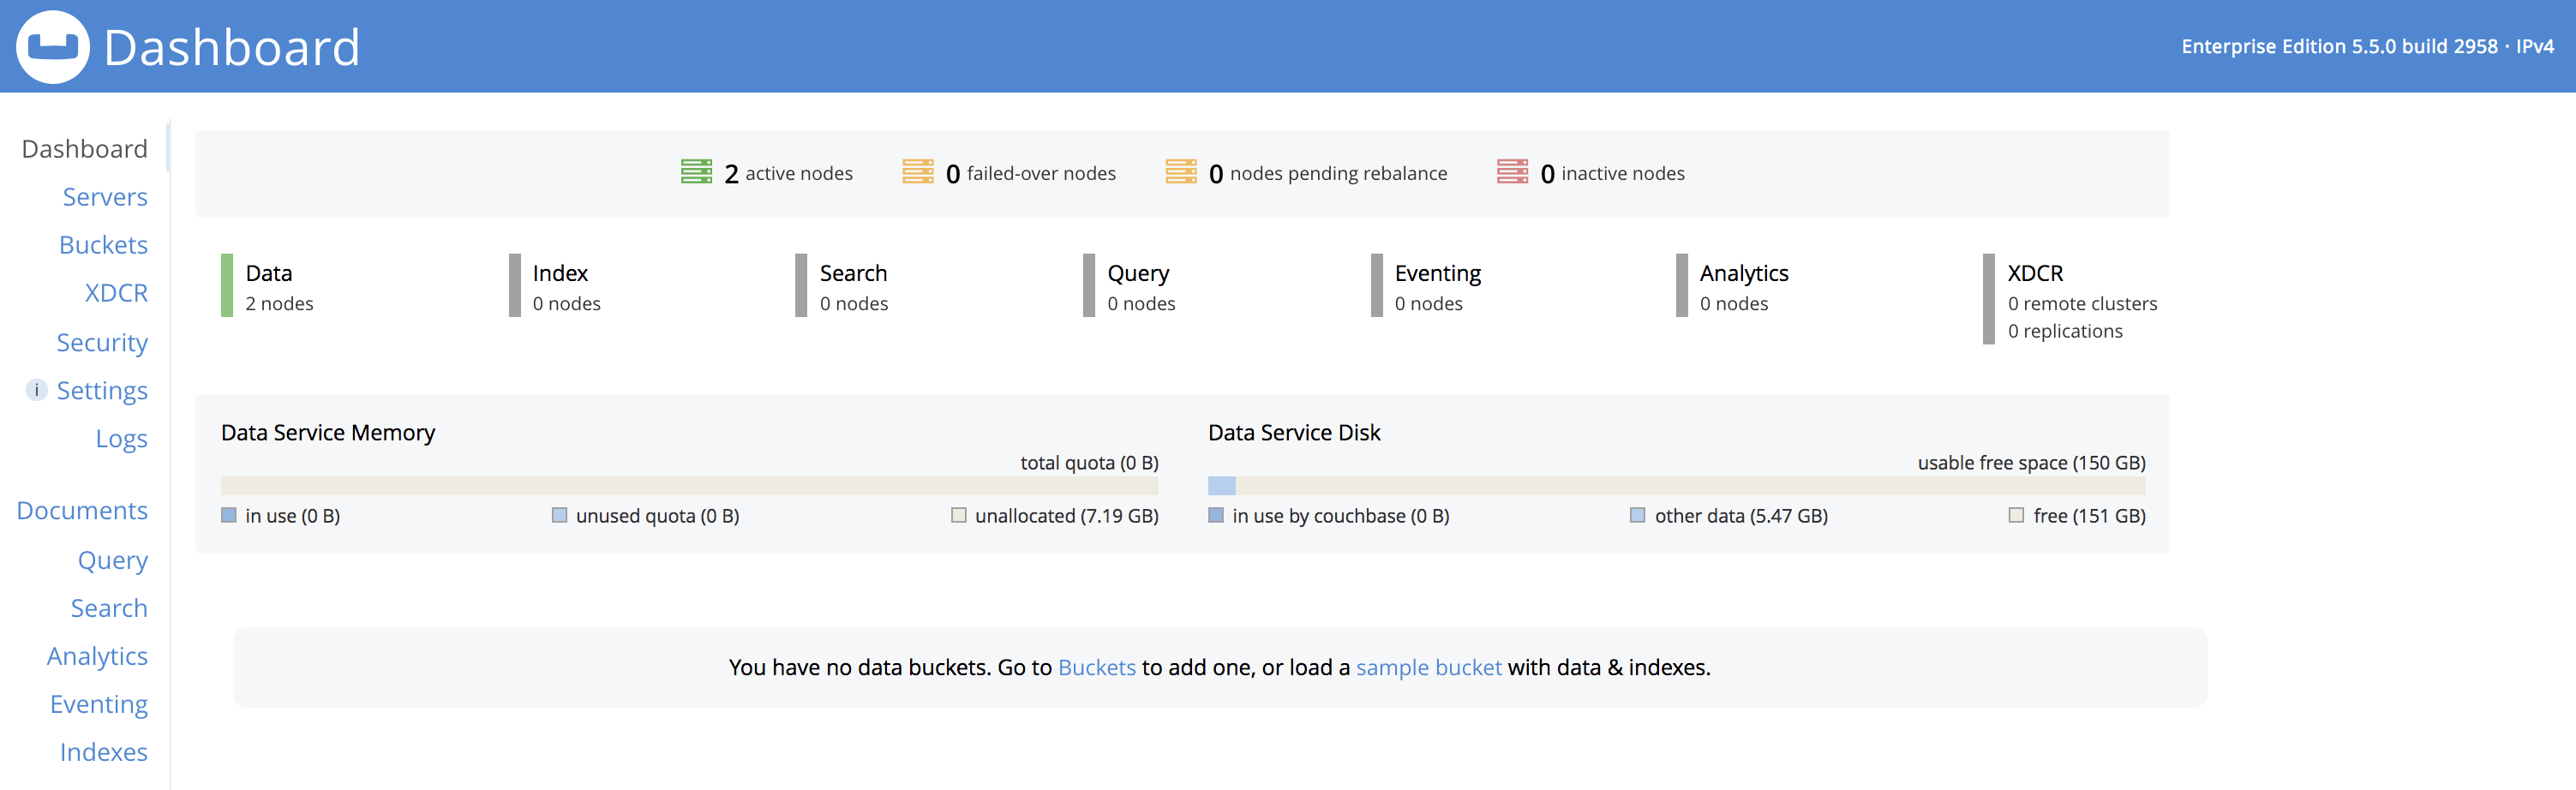 Dashboard
Enterprise Edition 5.5.0 build 2958 · IPv4
Dashboard
Servers
Buckets
XDCR
Security
i Settings
Logs
Documents
Query
Search
Analytics
Eventing
Indexes
2 active nodes
0 failed-over nodes
0 nodes pending rebalance
0 inactive nodes
Data
2 nodes
Index
0 nodes
Search
0 nodes
Query
0 nodes
Eventing
0 nodes
Analytics
0 nodes
XDCR
0 remote clusters
0 replications
Data Service Memory
total quota (0 B)
in use (0 B)
unused quota (0 B)
unallocated (7.19 GB)
Data Service Disk
usable free space (150 GB)
in use by couchbase (0 B)
other data (5.47 GB)
free (151 GB)
You have no data buckets. Go to Buckets to add one, or load a sample bucket with data & indexes.